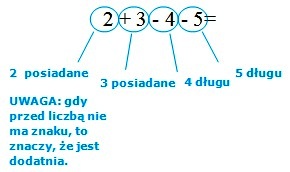 2 + 3 - 4 - 5=
2 posiadane
3 posiadane
4 długu
5 długu
UWAGA: gdy
przed liczbą nie
ma znaku, to
znaczy, że jest
dodatnia.